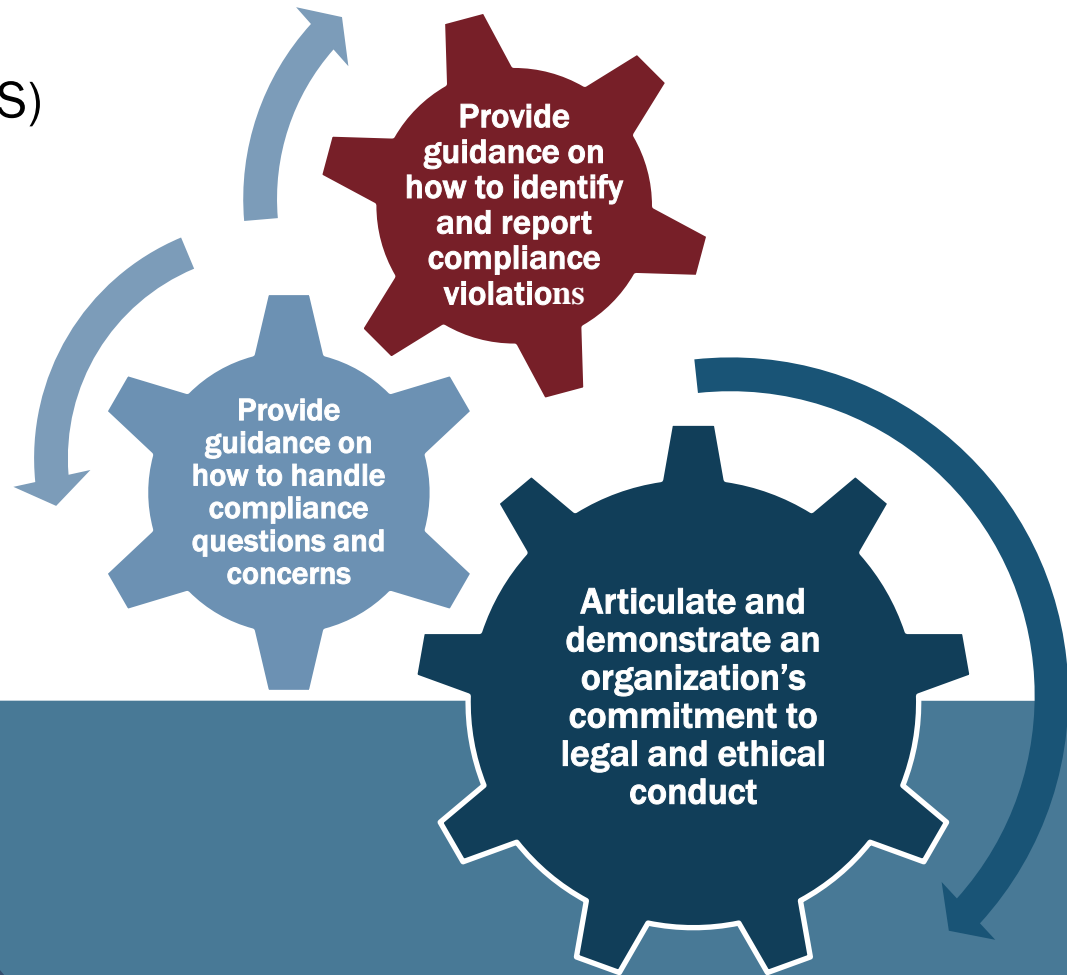 S)
Provide
guidance on
how to identify
and report
compliance
violations
Provide
guidance on
how to handle
compliance
questions and
concerns
Articulate and
demonstrate an
organization’s
commitment to
legal and ethical
conduct